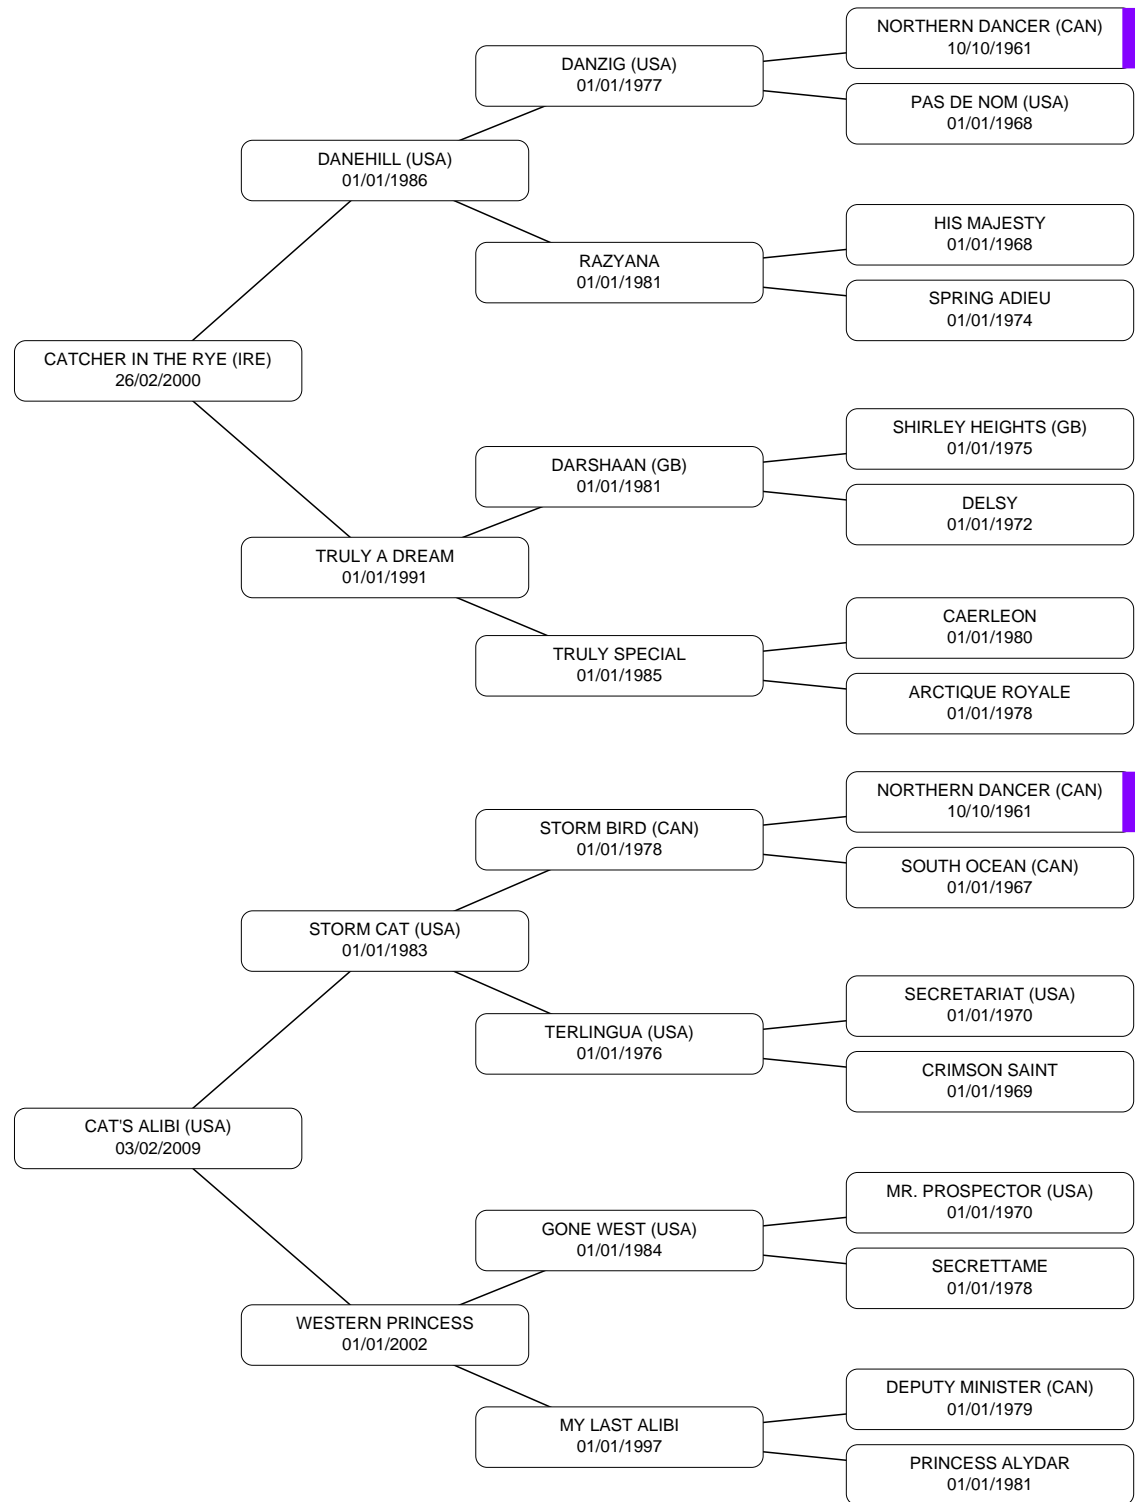 NORTHERN DANCER (CAN)
10/10/1961
DANZIG (USA)
01/01/1977
PAS DE NOM (USA)
01/01/1968
DANEHILL (USA)
01/01/1986
HIS MAJESTY
01/01/1968
RAZYANA
01/01/1981
SPRING ADIEU
01/01/1974
CATCHER IN THE RYE (IRE)
26/02/2000
SHIRLEY HEIGHTS (GB)
01/01/1975
DARSHAAN (GB)
01/01/1981
DELSY
01/01/1972
TRULY A DREAM
01/01/1991
CAERLEON
01/01/1980
TRULY SPECIAL
01/01/1985
ARCTIQUE ROYALE
01/01/1978
NORTHERN DANCER (CAN)
10/10/1961
STORM BIRD (CAN)
01/01/1978
SOUTH OCEAN (CAN)
01/01/1967
STORM CAT (USA)
01/01/1983
SECRETARIAT (USA)
01/01/1970
TERLINGUA (USA)
01/01/1976
CRIMSON SAINT
01/01/1969
CAT'S ALIBI (USA)
03/02/2009
MR. PROSPECTOR (USA)
01/01/1970
GONE WEST (USA)
01/01/1984
SECRETTAME
01/01/1978
WESTERN PRINCESS
01/01/2002
DEPUTY MINISTER (CAN)
01/01/1979
MY LAST ALIBI
01/01/1997
PRINCESS ALYDAR
01/01/1981